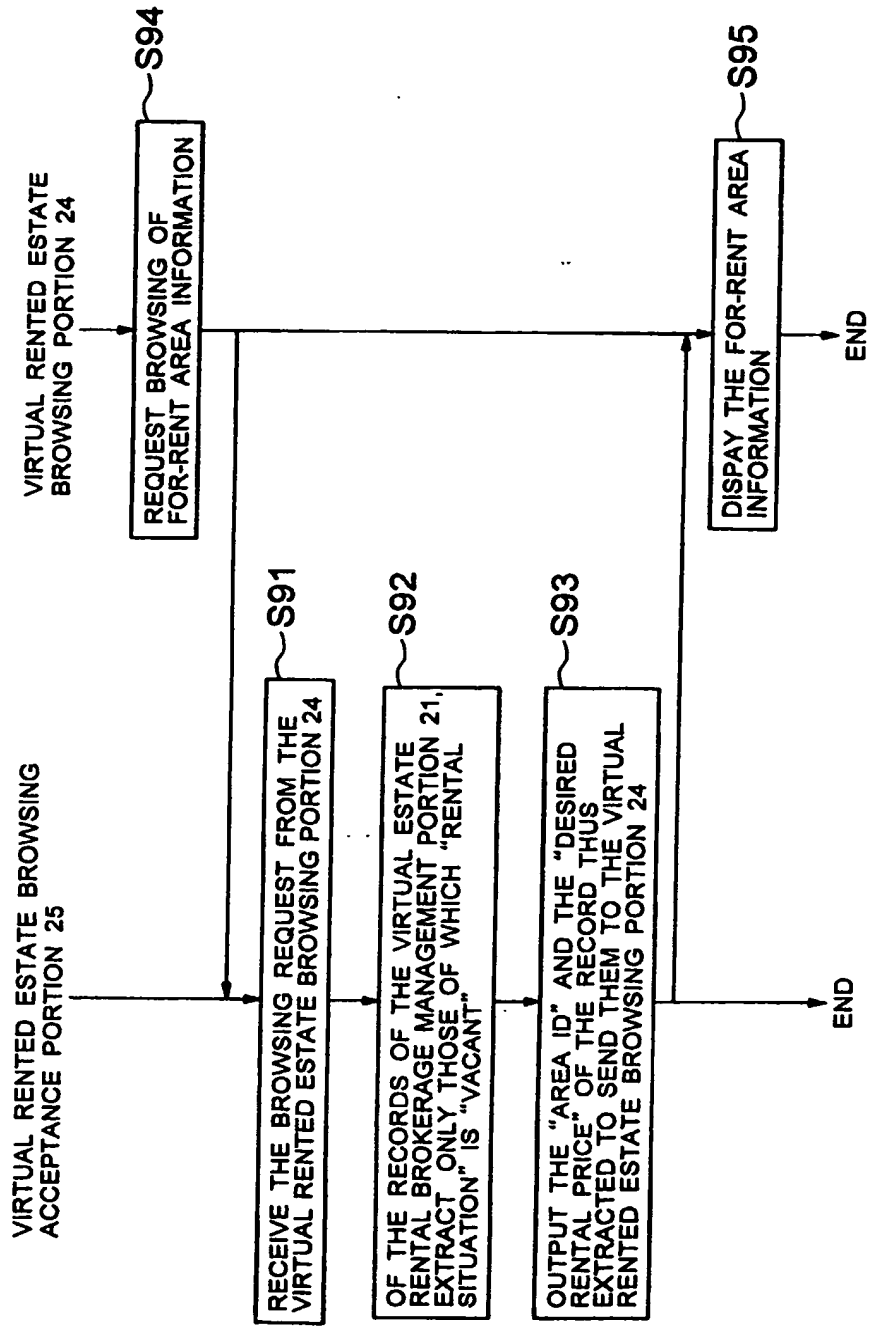 VIRTUAL RENTED ESTATE BROWSING
ACCEPTANCE PORTION 25
VIRTUAL RENTED ESTATE
BROWSING PORTION 24
REQUEST BROWSING OF
FOR-RENT AREA INFORMATION
S94
RECEIVE THE BROWSING REQUEST FROM THE
VIRTUAL RENTED ESTATE BROWSING PORTION 24
S91
OF THE RECORDS OF THE VIRTUAL ESTATE
RENTAL BROKERAGE MANAGEMENT PORTION 21,
EXTRACT ONLY THOSE OF WHICH “RENTAL
SITUATION” IS “VACANT”
S92
OUTPUT THE “AREA ID” AND THE “DESIRED
RENTAL PRICE” OF THE RECORD THUS
EXTRACTED TO SEND THEM TO THE VIRTUAL
RENTED ESTATE BROWSING PORTION 24
S93
DISPAY THE FOR-RENT AREA
INFORMATION
S95
END
END